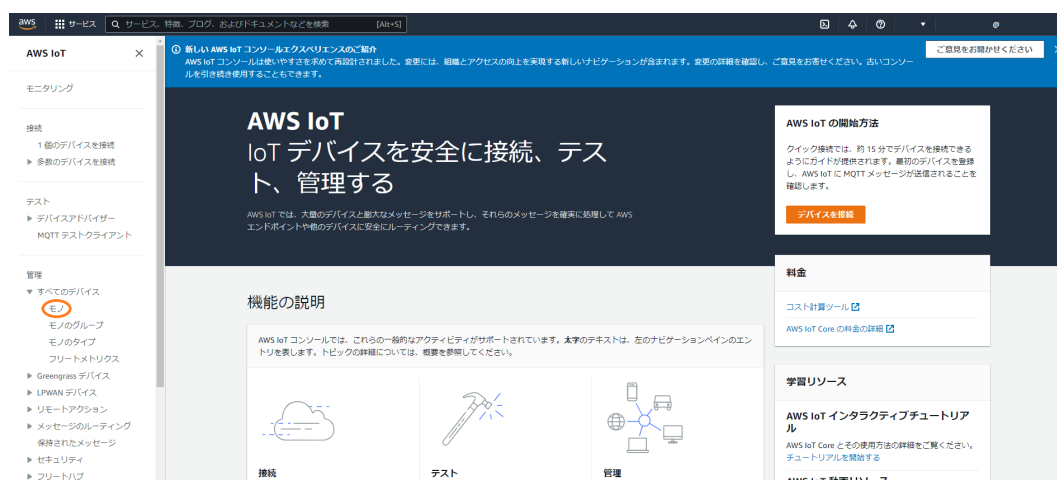 aws
サービス
サービス、特徴、ブログ、およびドキュメントなどを検索
[Alt+S]
@
AWS IoT
モニタリング
接続
1 個のデバイスを接続
多数のデバイスを接続
テスト
デバイスアドバイザー
MQTT テストクライアント
管理
すべてのデバイス
モノ
モノのグループ
モノのタイプ
フリートメトリクス
Greengrass デバイス
LPWAN デバイス
リモートアクション
メッセージのルーティング
保持されたメッセージ
セキュリティ
フリートハブ
新しい AWS IoT コンソールエクスペリエンスのご紹介
AWS IoT コンソールは使いやすさを求めて再設計されました。変更には、組織とアクセスの向上を実現する新しいナビゲーションが含まれます。変更の詳細を確認し、ご意見をお寄せください。古いコンソー
ルを引き続き使用することもできます。
ご意見をお聞かせください
AWS IoT
IoT デバイスを安全に接続、テス
ト、管理する
AWS IoT では、大量のデバイスと膨大なメッセージをサポートし、それらのメッセージを確実に処理して AWS
エンドポイントや他のデバイスに安全にルーティングできます。
AWS IoT の開始方法
クイック接続では、約 15 分でデバイスを接続できる
ようにガイドが提供されます。最初のデバイスを登録
し、AWS IoT に MQTT メッセージが送信されることを
確認します。
デバイスを接続
料金
コスト計算ツール
AWS IoT Core の料金の詳細
機能の説明
AWS IoT コンソールでは、これらの一般的なアクティビティがサポートされています。太字のテキストは、左のナビゲーションペインのエン
トリを表します。トピックの詳細については、概要を参照してください。
接続
テスト
管理
学習リソース
AWS IoT インタラクティブチュートリア
ル
AWS IoT Core とその使用方法の詳細をご覧ください。
チュートリアルを開始する
AWS IoT 動画リソース